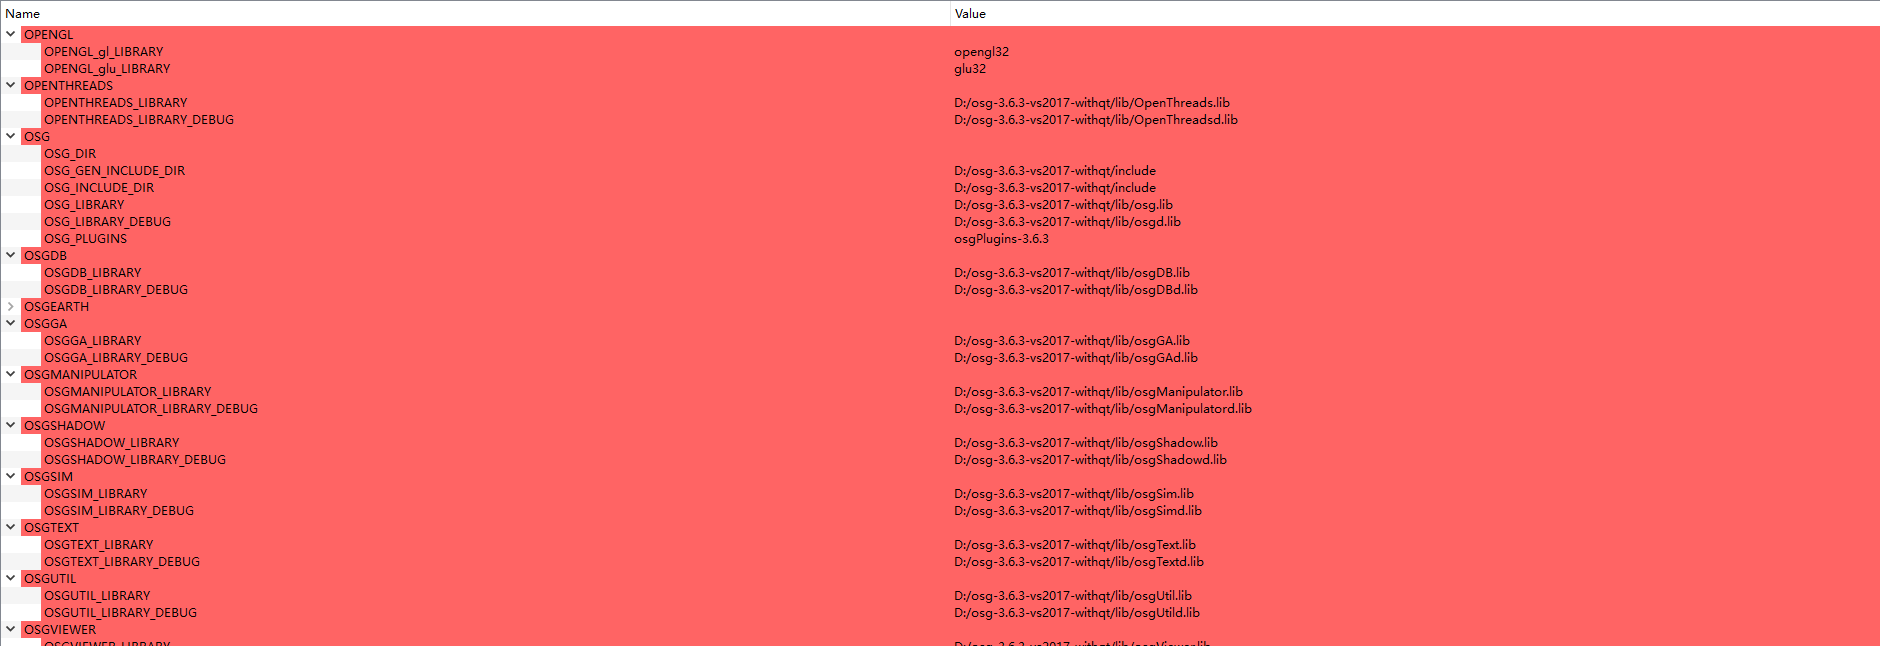 Name Value
OPENGL
OPENGL_gl_LIBRARY opengl32
OPENGL_glu_LIBRARY glu32
OPENTHREADS
OPENTHREADS_LIBRARY D:/osg-3.6.3-vs2017-withqt/lib/OpenThreads.lib
OPENTHREADS_LIBRARY_DEBUG D:/osg-3.6.3-vs2017-withqt/lib/OpenThreadsd.lib
OSG
OSG_DIR
OSG_GEN_INCLUDE_DIR D:/osg-3.6.3-vs2017-withqt/include
OSG_INCLUDE_DIR D:/osg-3.6.3-vs2017-withqt/include
OSG_LIBRARY D:/osg-3.6.3-vs2017-withqt/lib/osg.lib
OSG_LIBRARY_DEBUG D:/osg-3.6.3-vs2017-withqt/lib/osgd.lib
OSG_PLUGINS osgPlugins-3.6.3
OSGDB
OSGDB_LIBRARY D:/osg-3.6.3-vs2017-withqt/lib/osgDB.lib
OSGDB_LIBRARY_DEBUG D:/osg-3.6.3-vs2017-withqt/lib/osgDBd.lib
OSGEARTH
OSGGA
OSGGA_LIBRARY D:/osg-3.6.3-vs2017-withqt/lib/osgGA.lib
OSGGA_LIBRARY_DEBUG D:/osg-3.6.3-vs2017-withqt/lib/osgGAd.lib
OSGMANIPULATOR
OSGMANIPULATOR_LIBRARY D:/osg-3.6.3-vs2017-withqt/lib/osgManipulator.lib
OSGMANIPULATOR_LIBRARY_DEBUG D:/osg-3.6.3-vs2017-withqt/lib/osgManipulatord.lib
OSGSHADOW
OSGSHADOW_LIBRARY D:/osg-3.6.3-vs2017-withqt/lib/osgShadow.lib
OSGSHADOW_LIBRARY_DEBUG D:/osg-3.6.3-vs2017-withqt/lib/osgShadowd.lib
OSGSIM
OSGSIM_LIBRARY D:/osg-3.6.3-vs2017-withqt/lib/osgSim.lib
OSGSIM_LIBRARY_DEBUG D:/osg-3.6.3-vs2017-withqt/lib/osgSimd.lib
OSGTEXT
OSGTEXT_LIBRARY D:/osg-3.6.3-vs2017-withqt/lib/osgText.lib
OSGTEXT_LIBRARY_DEBUG D:/osg-3.6.3-vs2017-withqt/lib/osgTextd.lib
OSGUTIL
OSGUTIL_LIBRARY D:/osg-3.6.3-vs2017-withqt/lib/osgUtil.lib
OSGUTIL_LIBRARY_DEBUG D:/osg-3.6.3-vs2017-withqt/lib/osgUtild.lib
OSGVIEWER
OSGVIEWER_LIBRARY D:/osg-3.6.3-vs2017-withqt/lib/osgViewer.lib